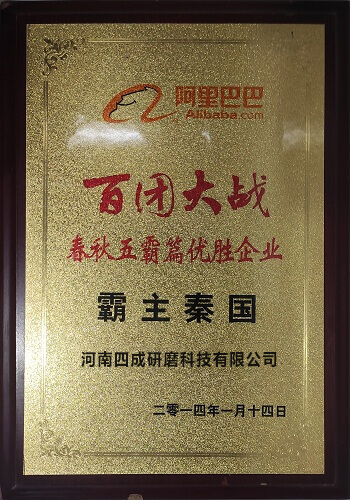 阿里巴巴
Alibaba.com
百团大战
春秋五霸篇优胜企业
霸主秦国
河南四成研磨科技有限公司
二零一四年一月十四日